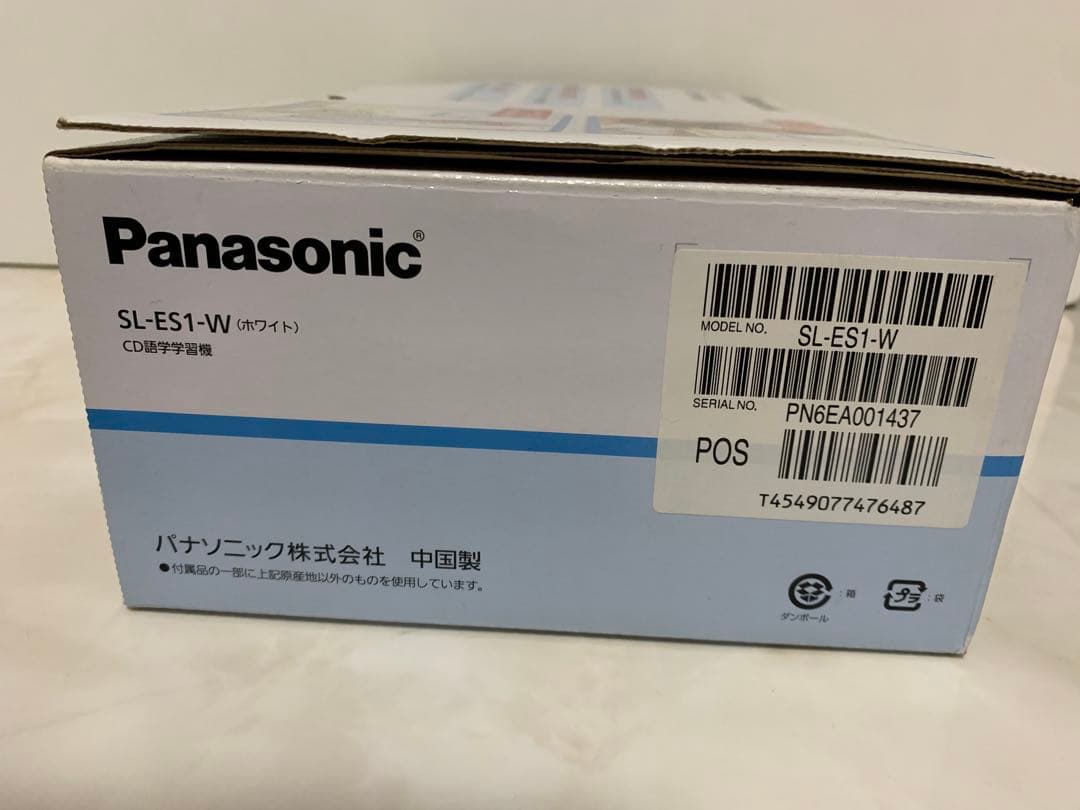 Panasonic®
SL-ES1-W (ホワイト)
CD語学学習機
MODEL NO. SL-ES1-W
SERIAL NO. PN6EA001437
POS
T4549077476487
パナソニック株式会社 中国製
●付属品の一部に上記原産地以外のものを使用しています。
ダンボール :箱
プラ :袋